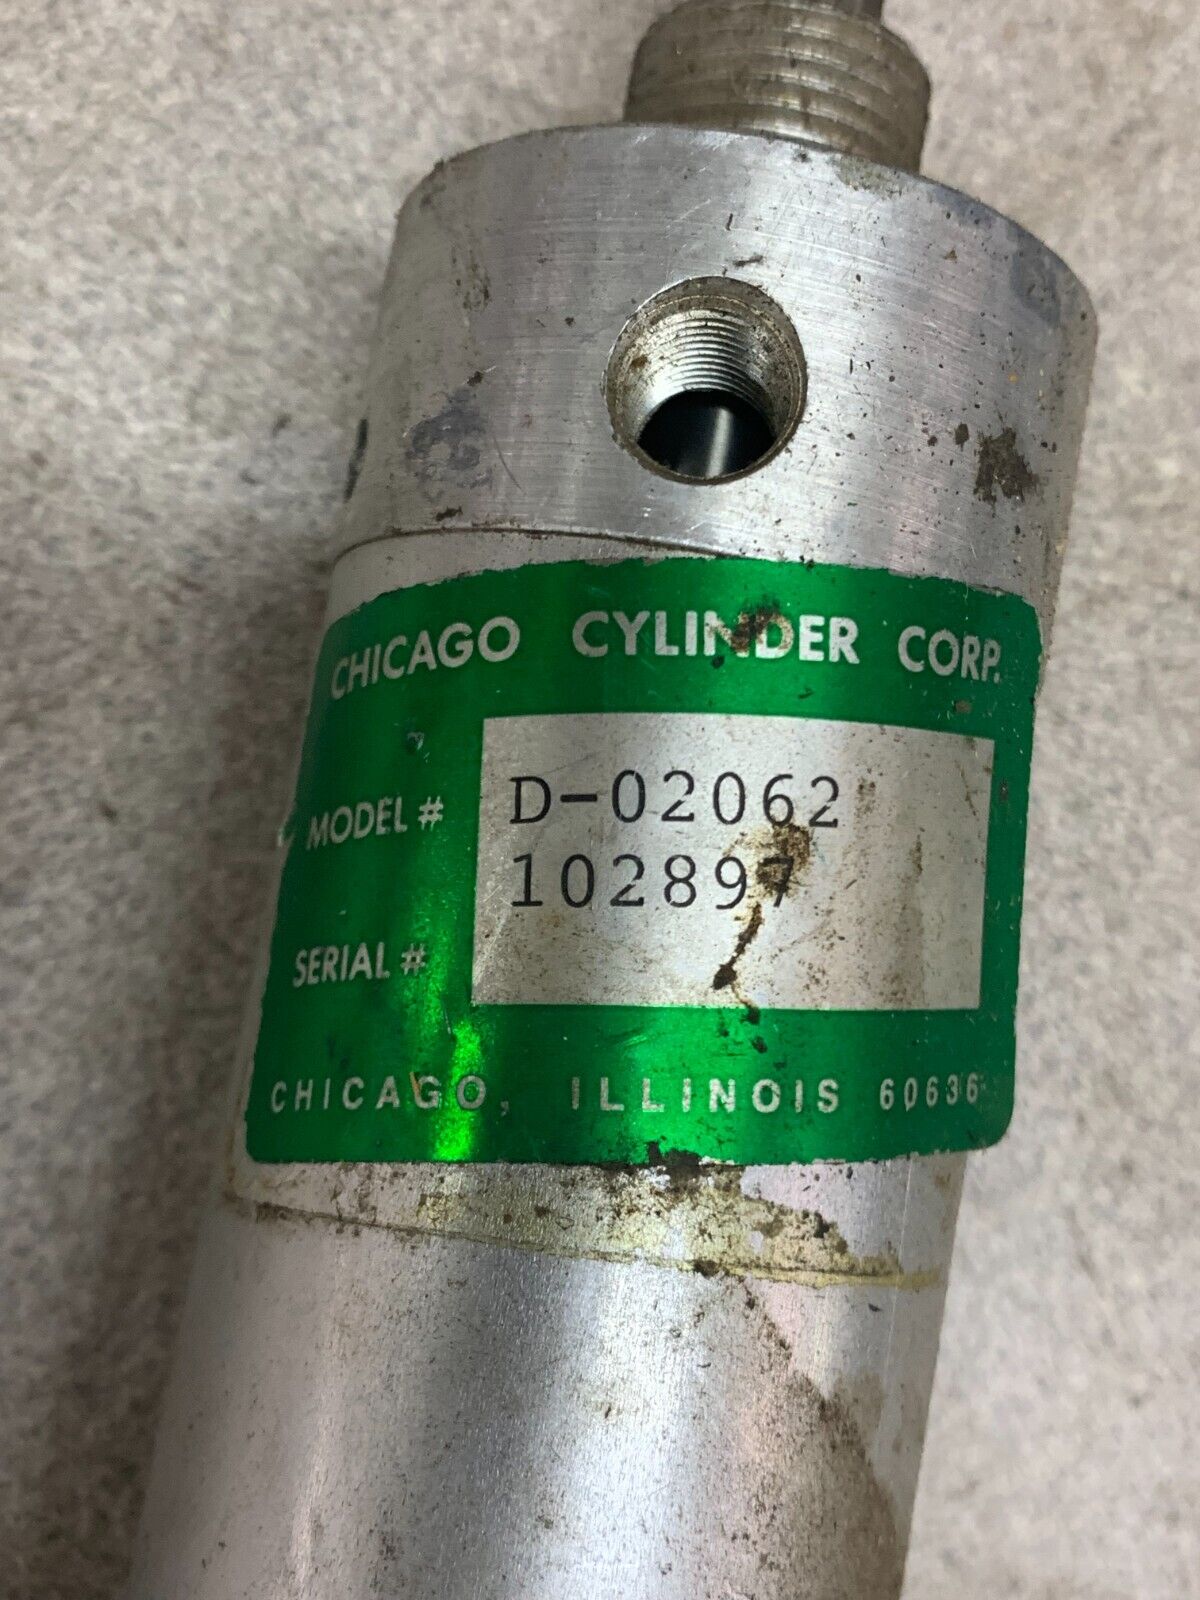 CHICAGO CYLINDER CORP.
MODEL # D-02062
102897
SERIAL #
CHICAGO, ILLINOIS 60636